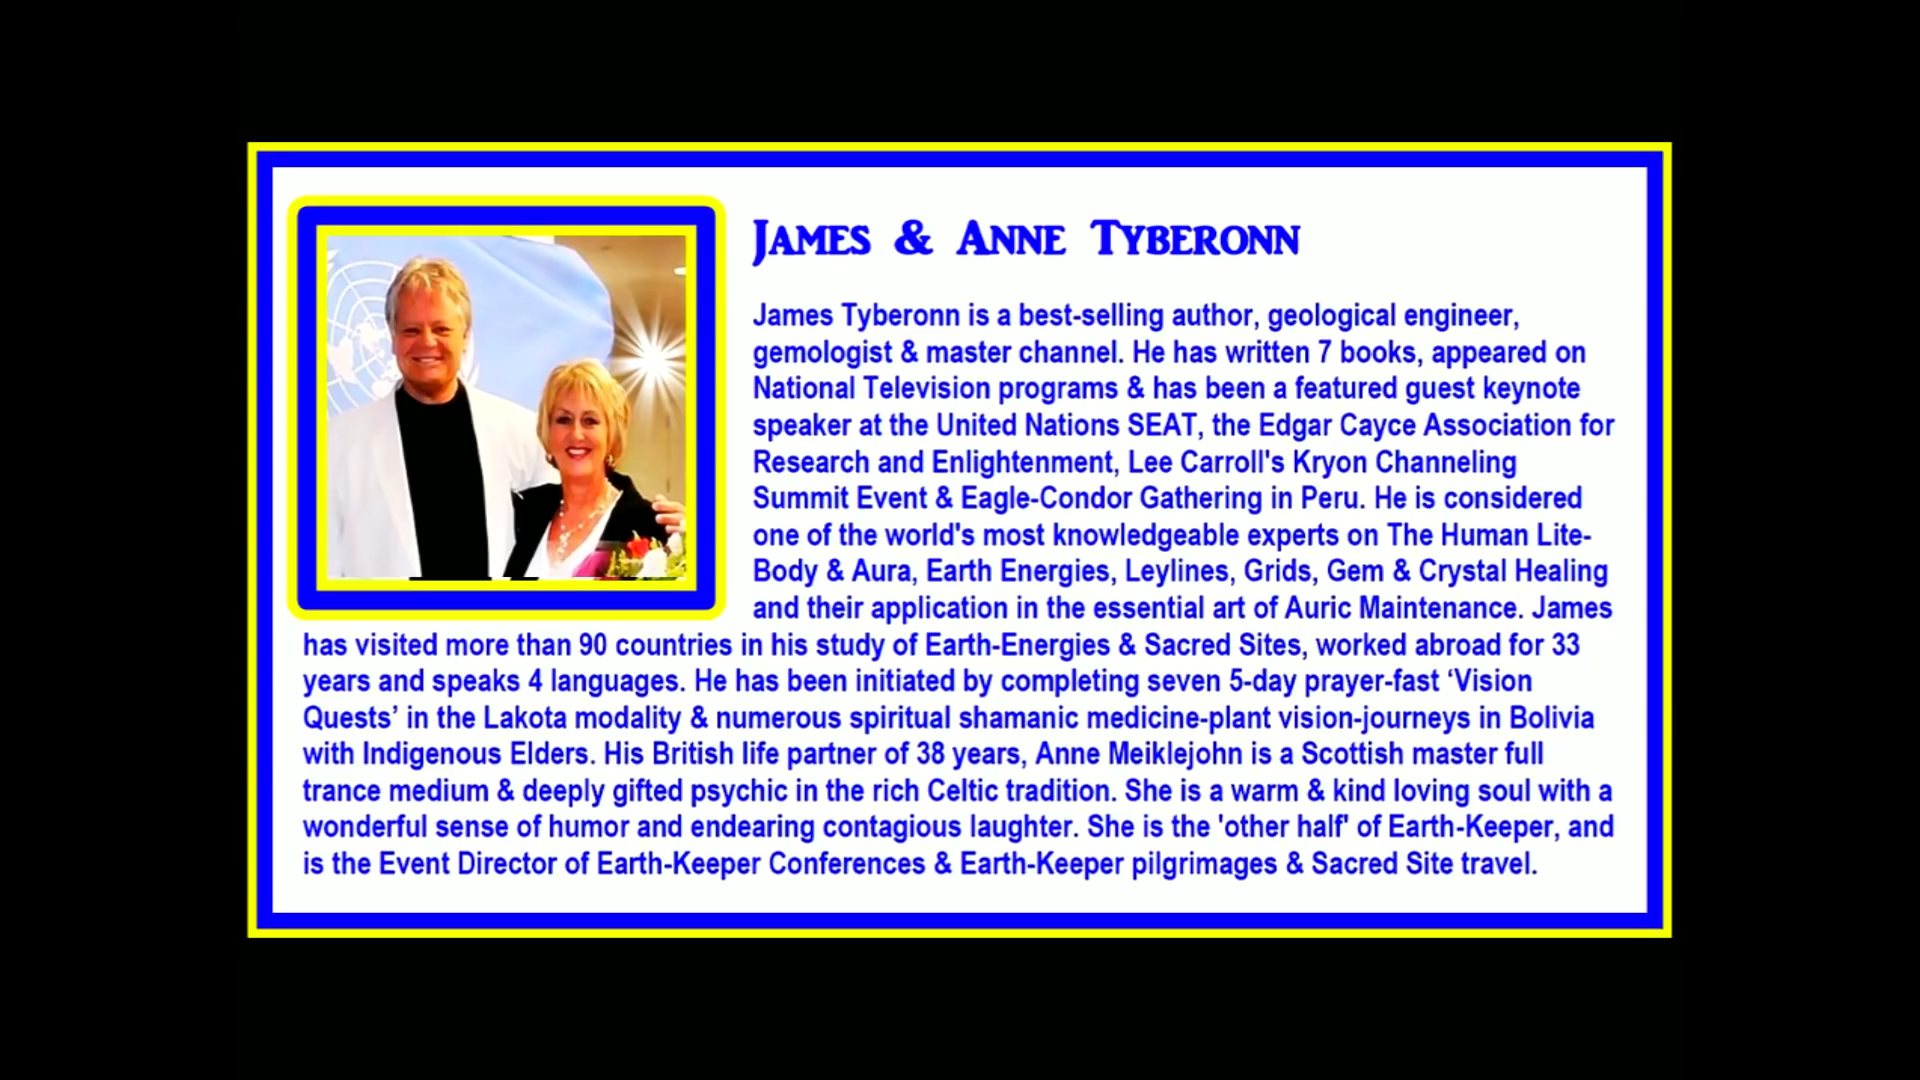 James & Anne Tyberonn
James Tyberonn is a best-selling author, geological engineer,
gemologist & master channel. He has written 7 books, appeared on
National Television programs & has been a featured guest keynote
speaker at the United Nations SEAT, the Edgar Cayce Association for
Research and Enlightenment, Lee Carroll's Kryon Channeling
Summit Event & Eagle-Condor Gathering in Peru. He is considered
one of the world's most knowledgeable experts on The Human Lite-
Body & Aura, Earth Energies, Leylines, Grids, Gem & Crystal Healing
and their application in the essential art of Auric Maintenance. James
has visited more than 90 countries in his study of Earth-Energies & Sacred Sites, worked abroad for 33
years and speaks 4 languages. He has been initiated by completing seven 5-day prayer-fast ‘Vision
Quests’ in the Lakota modality & numerous spiritual shamanic medicine-plant vision-journeys in Bolivia
with Indigenous Elders. His British life partner of 38 years, Anne Meiklejohn is a Scottish master full
trance medium & deeply gifted psychic in the rich Celtic tradition. She is a warm & kind loving soul with a
wonderful sense of humor and endearing contagious laughter. She is the 'other half' of Earth-Keeper, and
is the Event Director of Earth-Keeper Conferences & Earth-Keeper pilgrimages & Sacred Site travel.